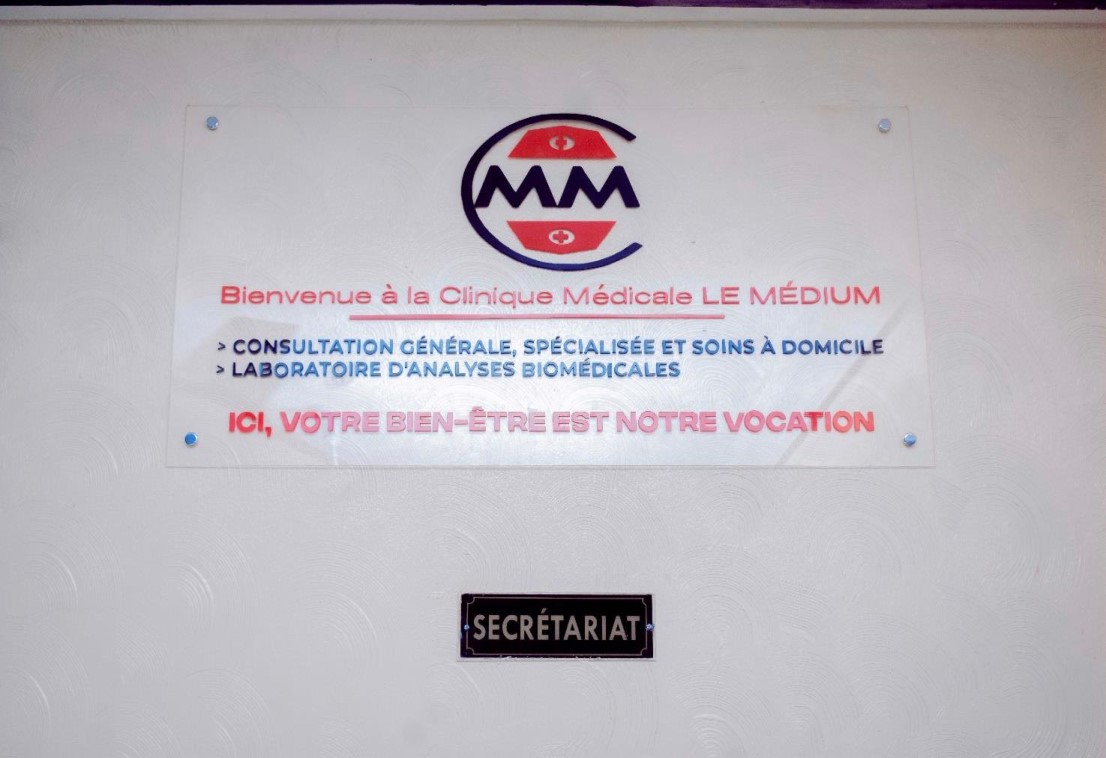 CMM
Bienvenue à la Clinique Médicale LE MÉDIUM
> CONSULTATION GÉNÉRALE, SPÉCIALISÉE ET SOINS À DOMICILE
> LABORATOIRE D'ANALYSES BIOMÉDICALES
ICI, VOTRE BIEN-ÊTRE EST NOTRE VOCATION
SECRÉTARIAT